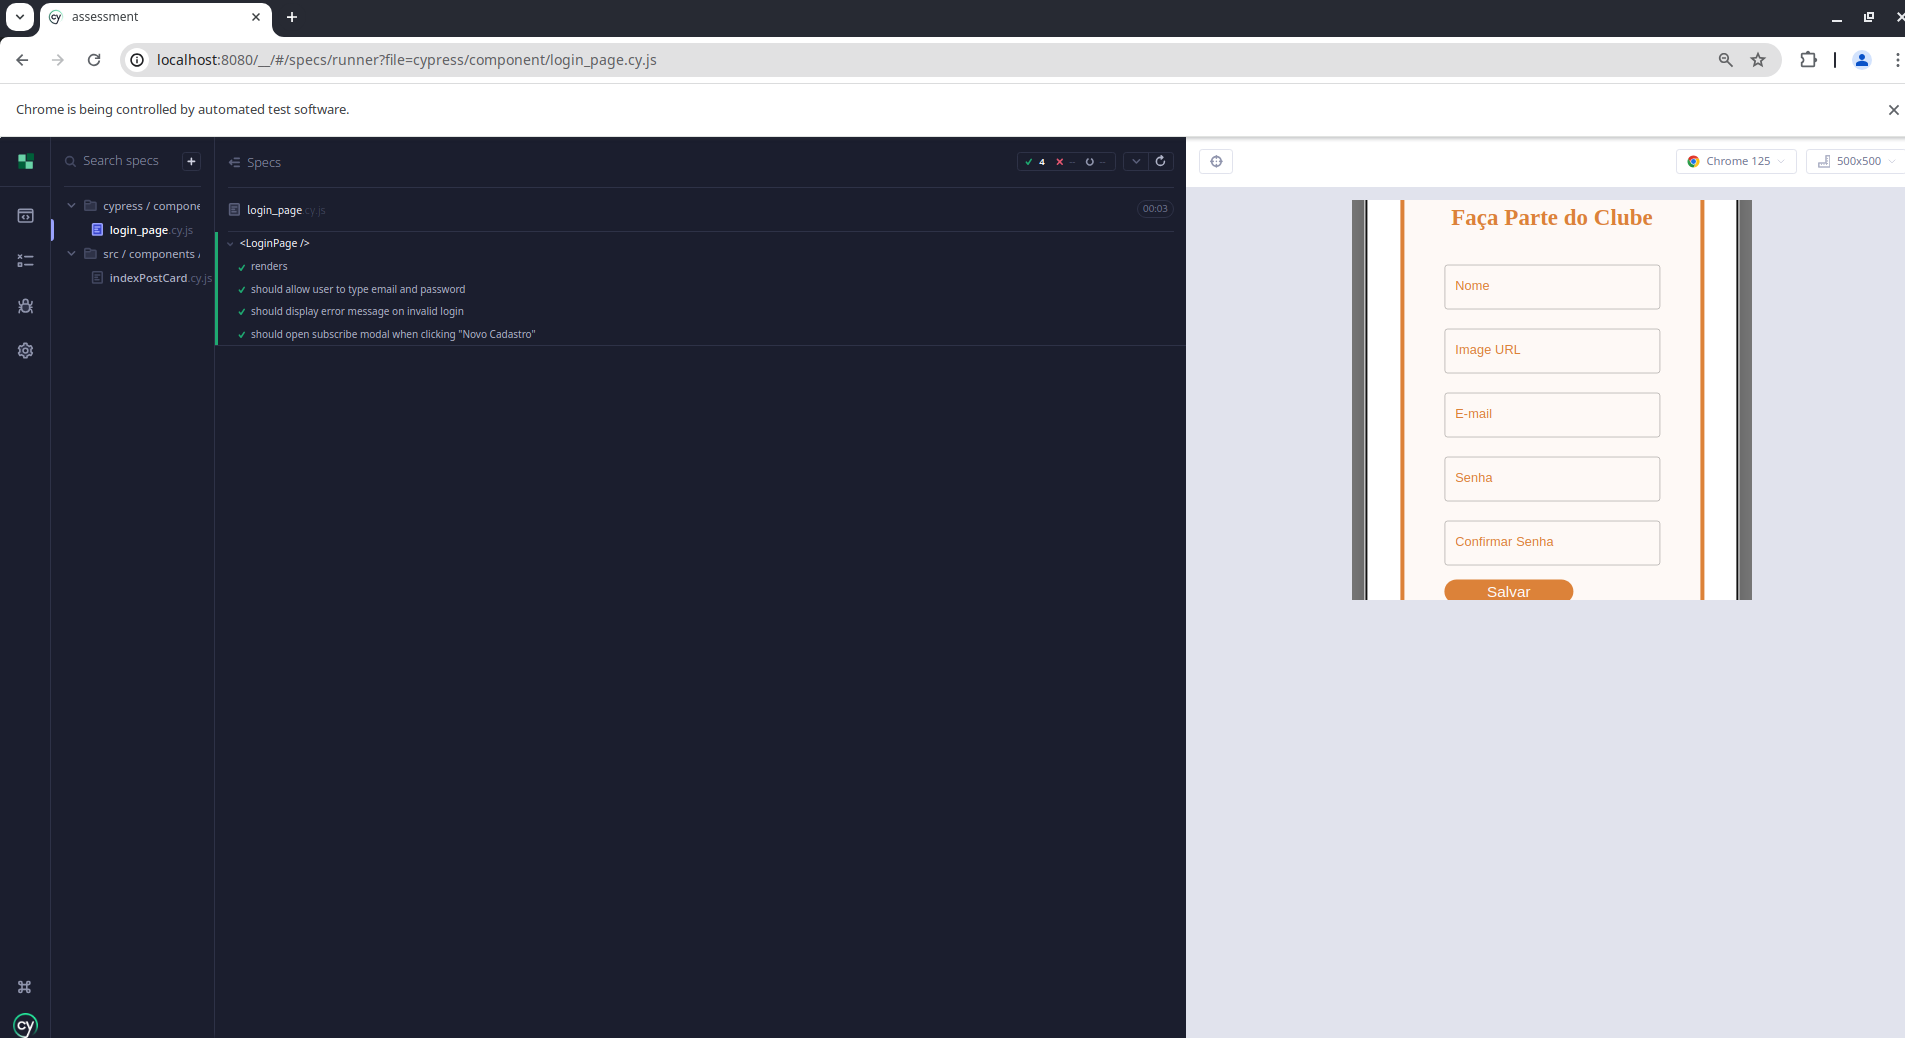 assessment
localhost:8080/__/#/specs/runner?file=cypress/component/login_page.cy.js
Chrome is being controlled by automated test software.
Search specs
+
cypress / compone
login_page.cy.js
src / components /
indexPostCard.cy.js
Specs
4 -- --
login_page.cy.js
00:03
<LoginPage />
renders
should allow user to type email and password
should display error message on invalid login
should open subscribe modal when clicking "Novo Cadastro"
Chrome 125
500x500
Faça Parte do Clube
Nome
Image URL
E-mail
Senha
Confirmar Senha
Salvar
cy